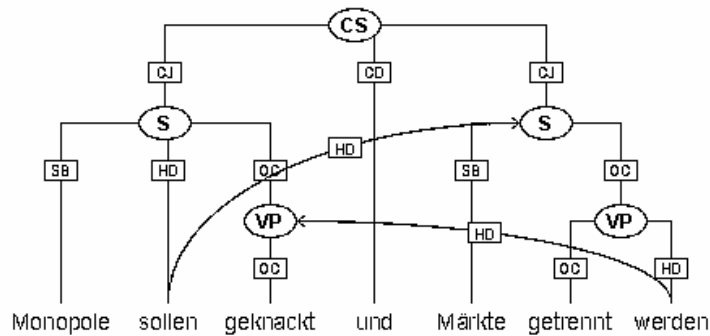 CS
CJ CD CJ
S S
SB HD OC HD SB OC
VP VP
OC HD OC HD
Monopole sollen geknackt und Märkte getrennt werden